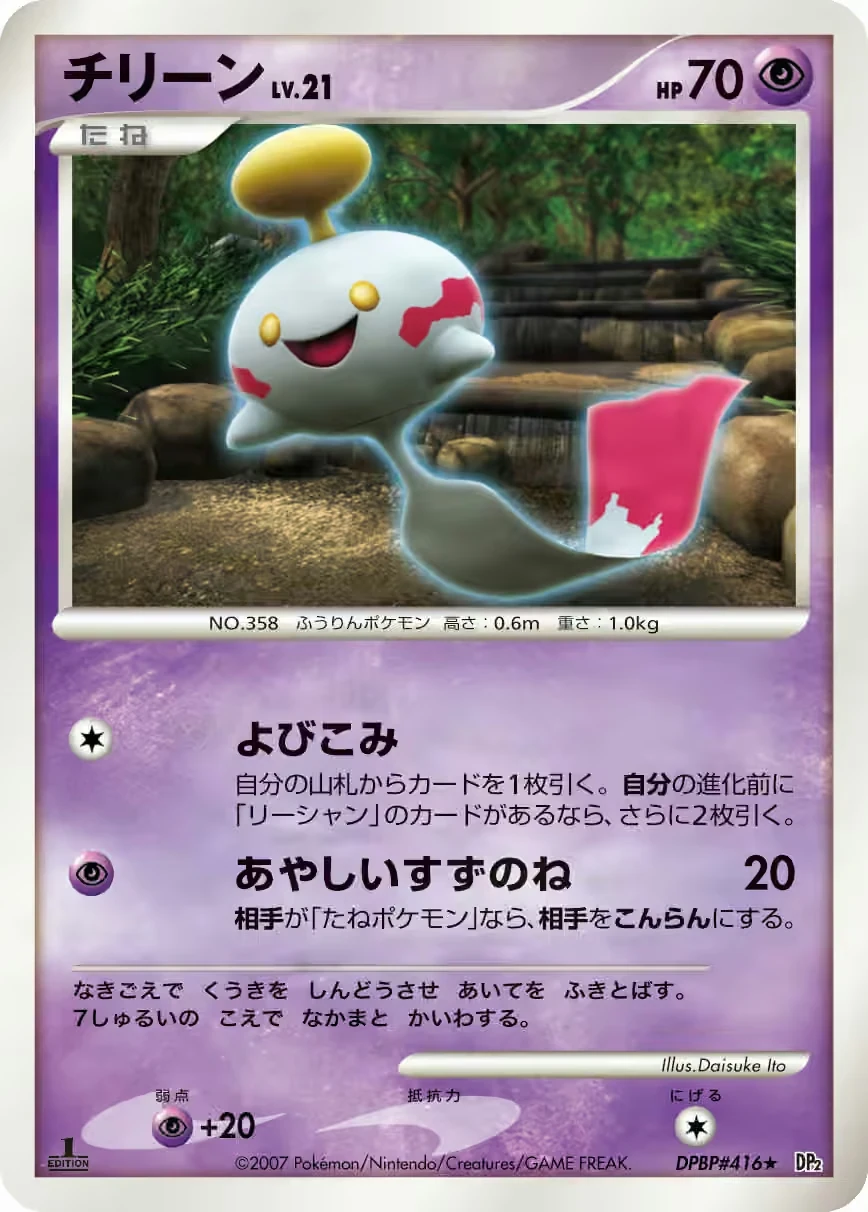 チリーン LV.21 HP 70
たね
NO.358 ふうりんポケモン 高さ:0.6m 重さ:1.0kg
よびこみ
自分の山札からカードを1枚引く。自分の進化前に
「リーシャン」のカードがあるなら、さらに2枚引く。
あやしいすずのね 20
相手が「たねポケモン」なら、相手をこんらんにする。
なきごえで くうきを しんどうさせ あいてを ふきとばす。
7しゅるいの こえで なかまと かいわする。
Illus.Daisuke Ito
弱点 抵抗力 にげる
+20
1 EDITION ©2007 Pokémon/Nintendo/Creatures/GAME FREAK. DPBP#416★ DP2